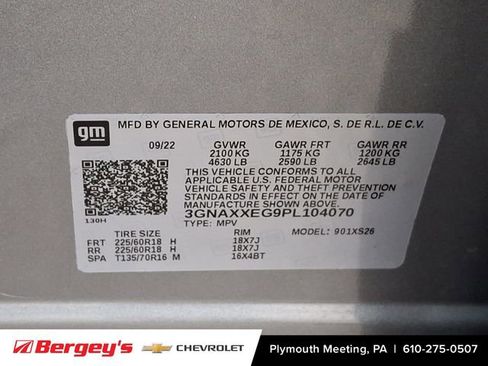 gm
MFD BY GENERAL MOTORS DE MEXICO, S. DE R.L. DE C.V.
09/22 GVWR GAWR FRT GAWR RR
2100 KG 1175 KG 1200 KG
4630 LB 2590 LB 2645 LB
THIS VEHICLE CONFORMS TO ALL
APPLICABLE U.S. FEDERAL MOTOR
VEHICLE SAFETY AND THEFT PREVENTION
STANDARDS IN EFFECT ON THE DATE OF
MANUFACTURE SHOWN ABOVE.
130H 3GNAXXEG9PL104070
TYPE: MPV
TIRE SIZE RIM MODEL: 901XS26
FRT 225/60R18 H 18X7J
RR 225/60R18 H 18X7J
SPA T135/70R16 M 16X4BT
Bergey's CHEVROLET Plymouth Meeting, PA | 610-275-0507